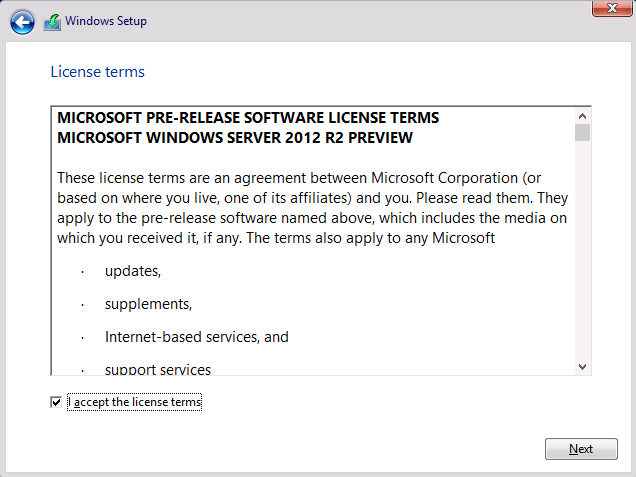 Windows Setup
License terms
MICROSOFT PRE-RELEASE SOFTWARE LICENSE TERMS
MICROSOFT WINDOWS SERVER 2012 R2 PREVIEW
These license terms are an agreement between Microsoft Corporation (or
based on where you live, one of its affiliates) and you. Please read them. They
apply to the pre-release software named above, which includes the media on
which you received it, if any. The terms also apply to any Microsoft
· updates,
· supplements,
· Internet-based services, and
· support services
I accept the license terms
Next